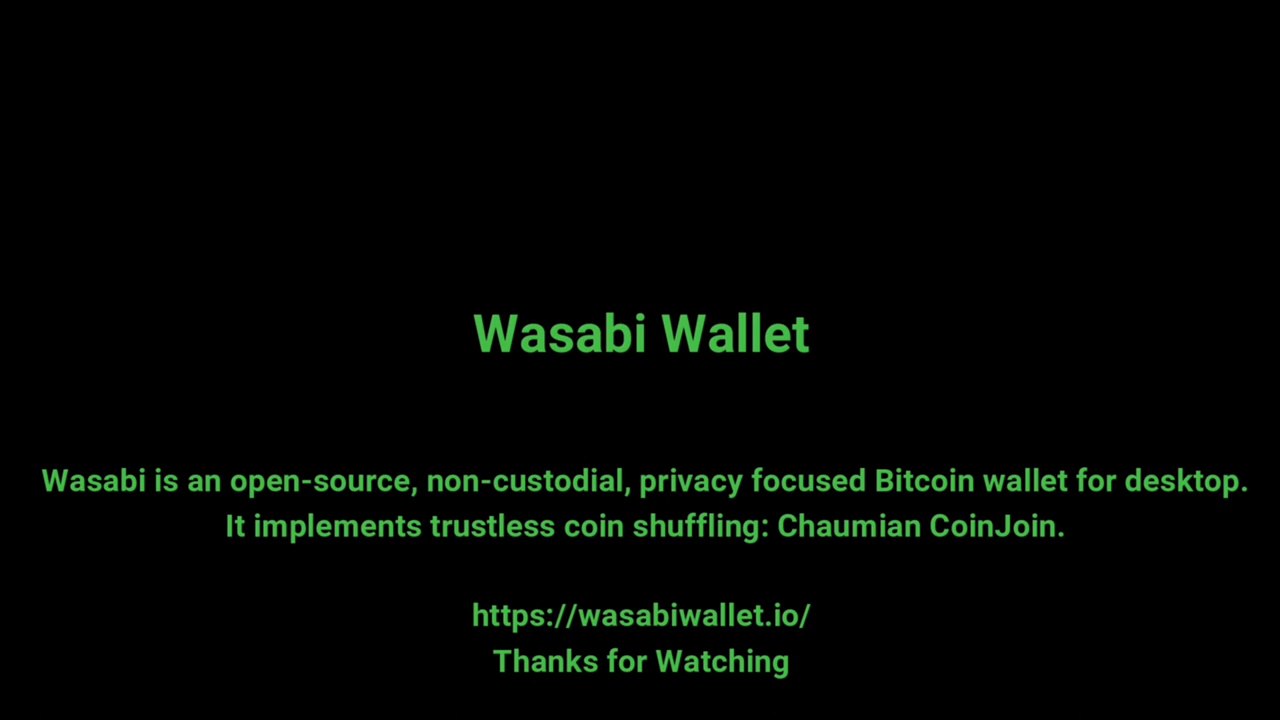 Wasabi Wallet
Wasabi is an open-source, non-custodial, privacy focused Bitcoin wallet for desktop.
It implements trustless coin shuffling: Chaumian CoinJoin.
https://wasabiwallet.io/
Thanks for Watching